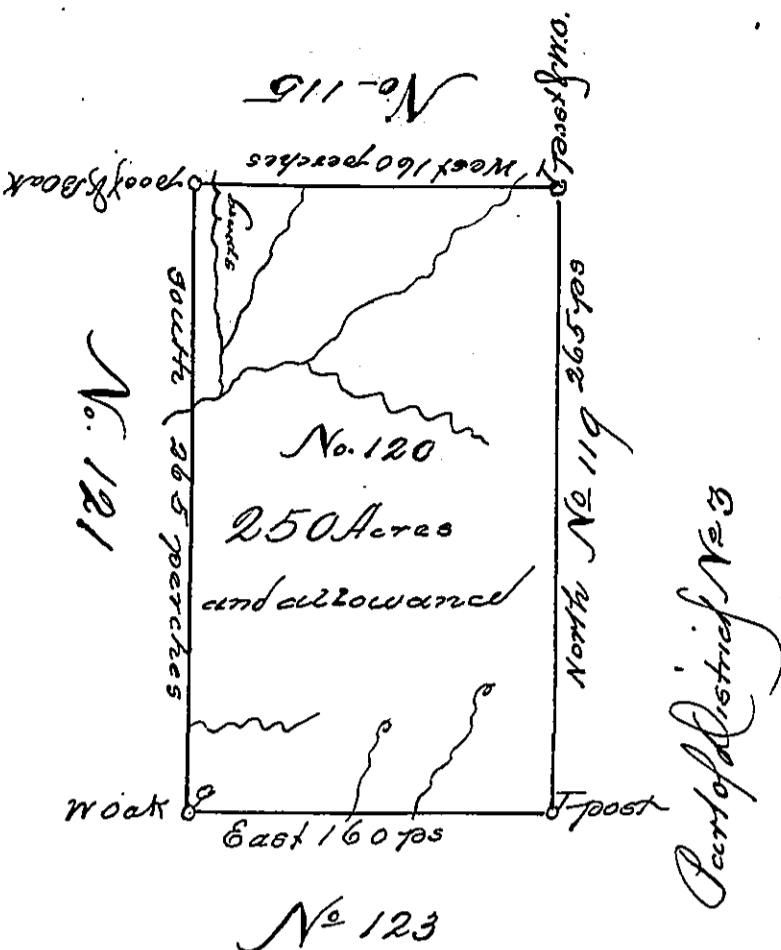 No. 115
West 160 perches
post & W.O.
post & B Oak
South 265 perches
No. 121
No. 120
250 Acres
and allowance
North No 119 265 ps
Part of District No 3
W Oak
East 160 ps
post
No 123